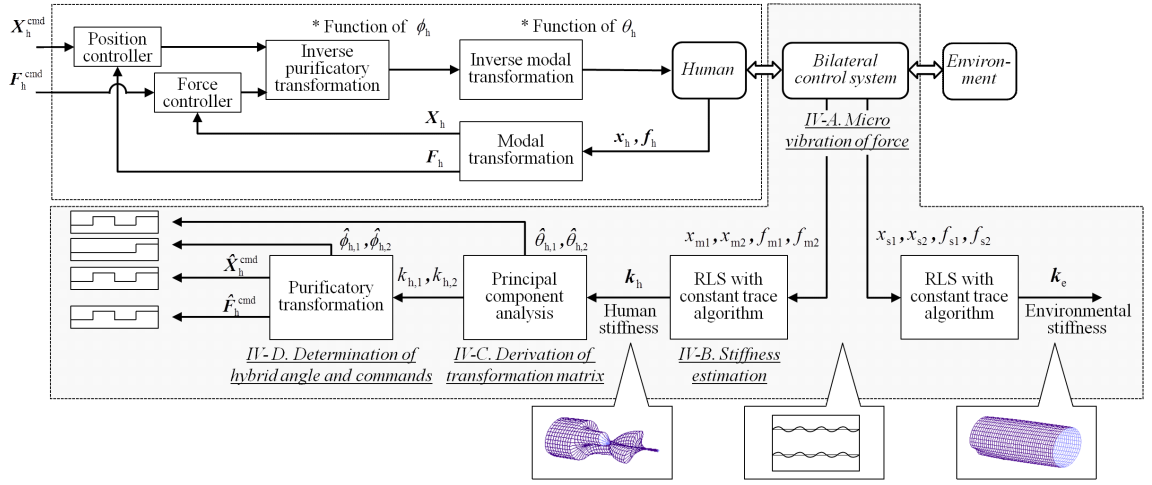 X_h^cmd
F_h^cmd
Position
controller
Force
controller
* Function of ϕ_h
Inverse
purificatory
transformation
* Function of θ_h
Inverse modal
transformation
Human
Bilateral
control system
Environ-
ment
X_h
F_h
Modal
transformation
x_h , f_h
IV-A. Micro
vibration of force
ϕ̂_h,1 , ϕ̂_h,2
θ̂_h,1 , θ̂_h,2
x_m1 , x_m2 , f_m1 , f_m2
x_s1 , x_s2 , f_s1 , f_s2
X̂_h^cmd
F̂_h^cmd
Purificatory
transformation
k_h,1 , k_h,2
Principal
component
analysis
k_h
Human
stiffness
RLS with
constant trace
algorithm
RLS with
constant trace
algorithm
k_e
Environmental
stiffness
IV-D. Determination of
hybrid angle and commands
IV-C. Derivation of
transformation matrix
IV-B. Stiffness
estimation